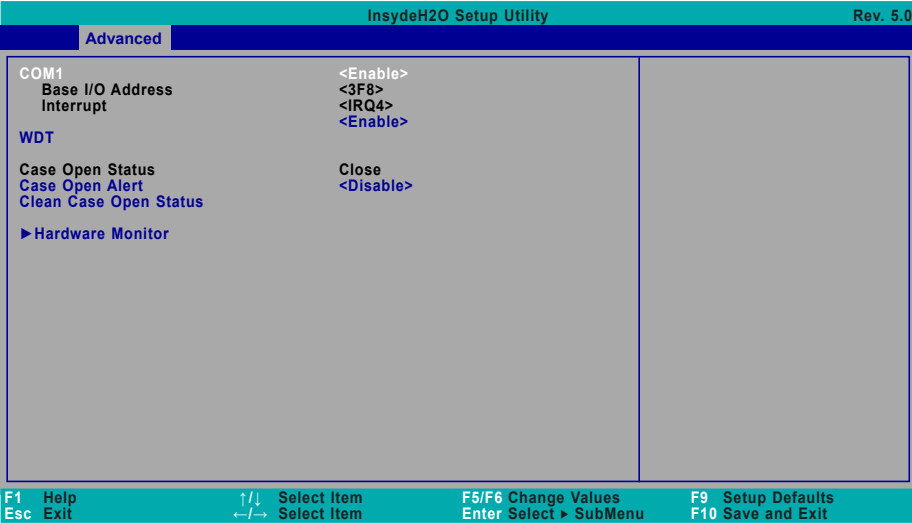 InsydeH2O Setup Utility Rev. 5.0
Advanced
COM1 <Enable>
Base I/O Address <3F8>
Interrupt <IRQ4>
<Enable>
WDT
Case Open Status Close
Case Open Alert <Disable>
Clean Case Open Status
►Hardware Monitor
F1 Help ↑/↓ Select Item F5/F6 Change Values F9 Setup Defaults
Esc Exit ←/→ Select Item Enter Select ► SubMenu F10 Save and Exit